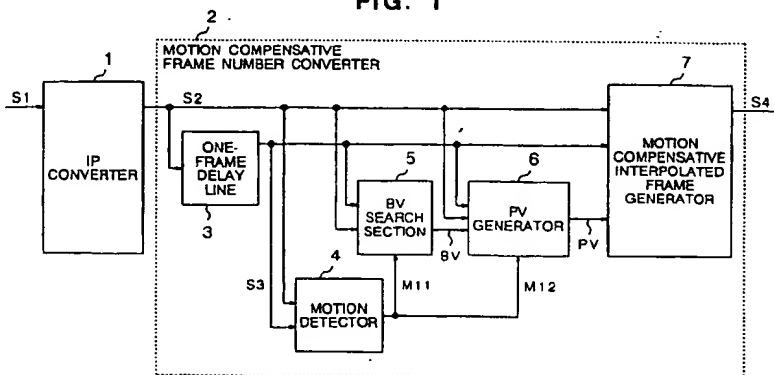 FIG. 1
2
MOTION COMPENSATIVE
FRAME NUMBER CONVERTER
1
7
S1
S2
S4
IP
CONVERTER
ONE-
FRAME
DELAY
LINE
3
5
BV
SEARCH
SECTION
6
PV
GENERATOR
MOTION
COMPENSATIVE
INTERPOLATED
FRAME
GENERATOR
BV
PV
S3
4
MOTION
DETECTOR
M11
M12